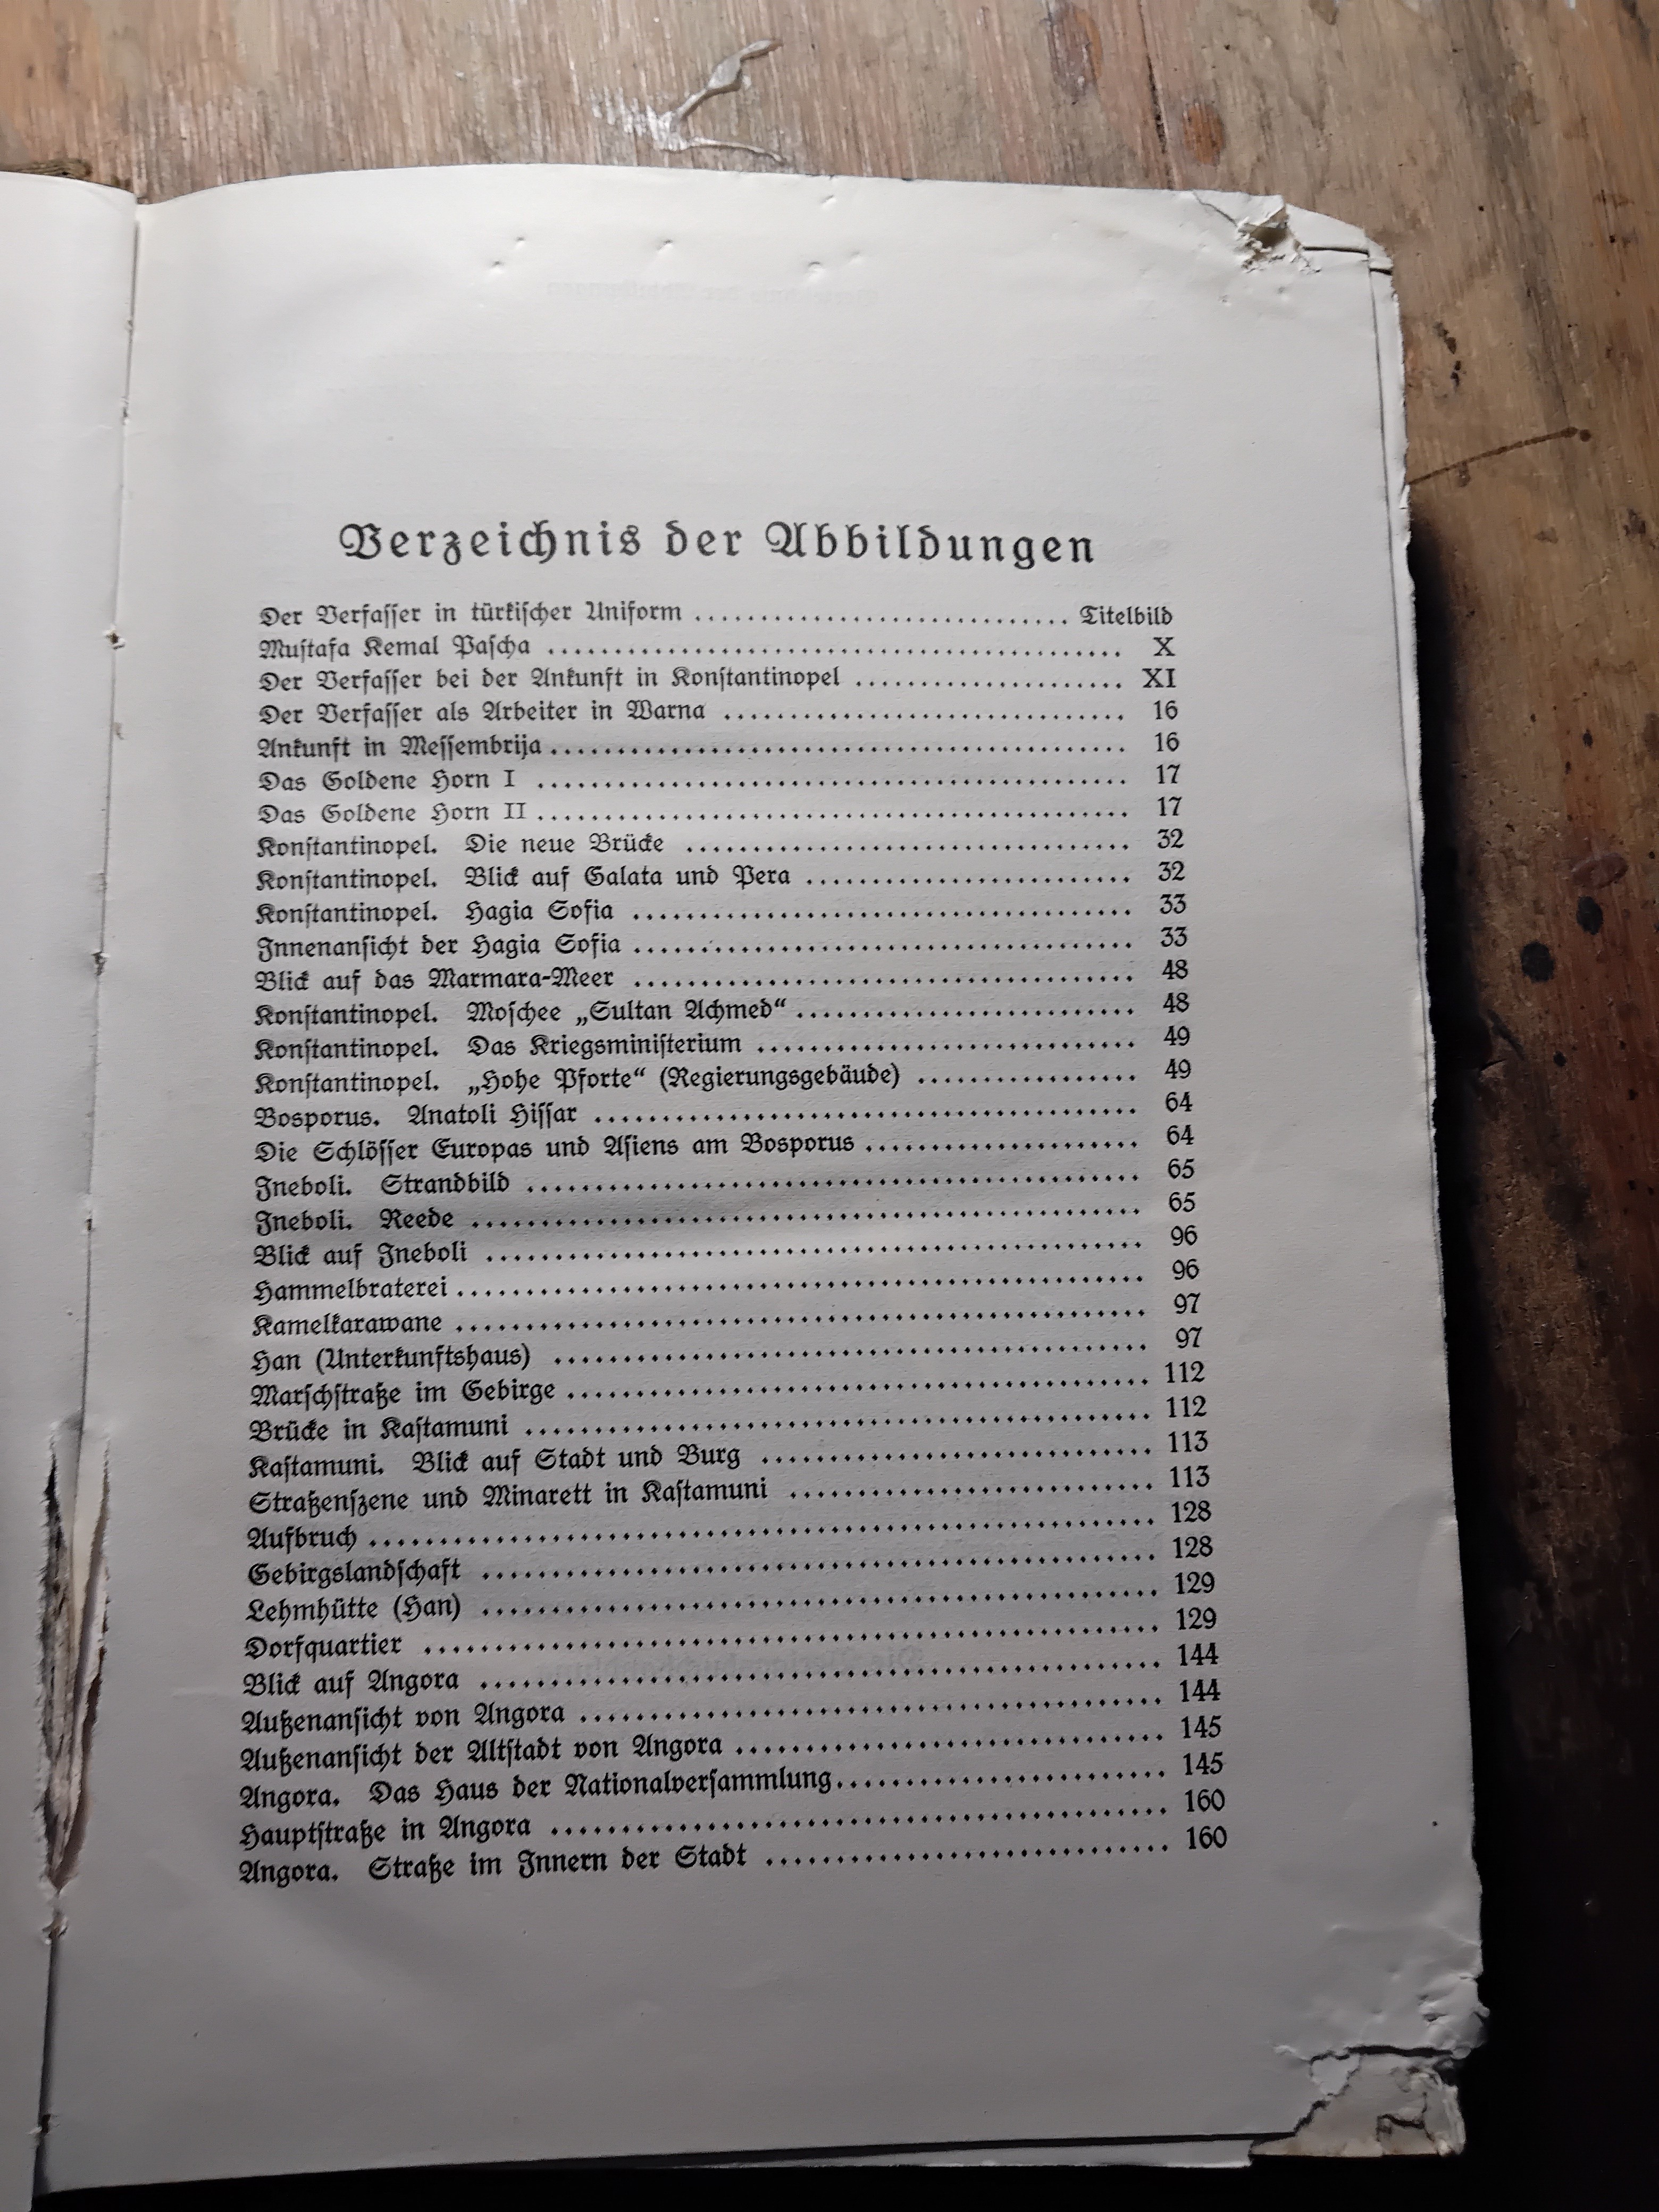 Verzeichnis der Abbildungen
Der Verfasser in türkischer Uniform .................................. Titelbild
Mustafa Kemal Pascha .................................. X
Der Verfasser bei der Ankunft in Konstantinopel .................................. XI
Der Verfasser als Arbeiter in Warna .................................. 16
Ankunft in Messembrija .................................. 16
Das Goldene Horn I .................................. 17
Das Goldene Horn II .................................. 17
Konstantinopel. Die neue Brücke .................................. 32
Konstantinopel. Blick auf Galata und Pera .................................. 32
Konstantinopel. Hagia Sofia .................................. 33
Innenansicht der Hagia Sofia .................................. 33
Blick auf das Marmara-Meer .................................. 48
Konstantinopel. Moschee „Sultan Achmed“ .................................. 48
Konstantinopel. Das Kriegsministerium .................................. 49
Konstantinopel. „Hohe Pforte“ (Regierungsgebäude) .................................. 49
Bosporus. Anatoli Hissar .................................. 64
Die Schlösser Europas und Asiens am Bosporus .................................. 64
Ineboli. Strandbild .................................. 65
Ineboli. Reede .................................. 65
Blick auf Ineboli .................................. 96
Hammelbraterei .................................. 96
Kamelkarawane .................................. 97
Han (Unterkunftshaus) .................................. 97
Marschstraße im Gebirge .................................. 112
Brücke in Kastamuni .................................. 112
Kastamuni. Blick auf Stadt und Burg .................................. 113
Straßenszene und Minarett in Kastamuni .................................. 113
Aufbruch .................................. 128
Gebirgslandschaft .................................. 128
Lehmhütte (Han) .................................. 129
Dorfquartier .................................. 129
Blick auf Angora .................................. 144
Außenansicht von Angora .................................. 144
Außenansicht der Altstadt von Angora .................................. 145
Angora. Das Haus der Nationalversammlung .................................. 145
Hauptstraße in Angora .................................. 160
Angora. Straße im Innern der Stadt .................................. 160